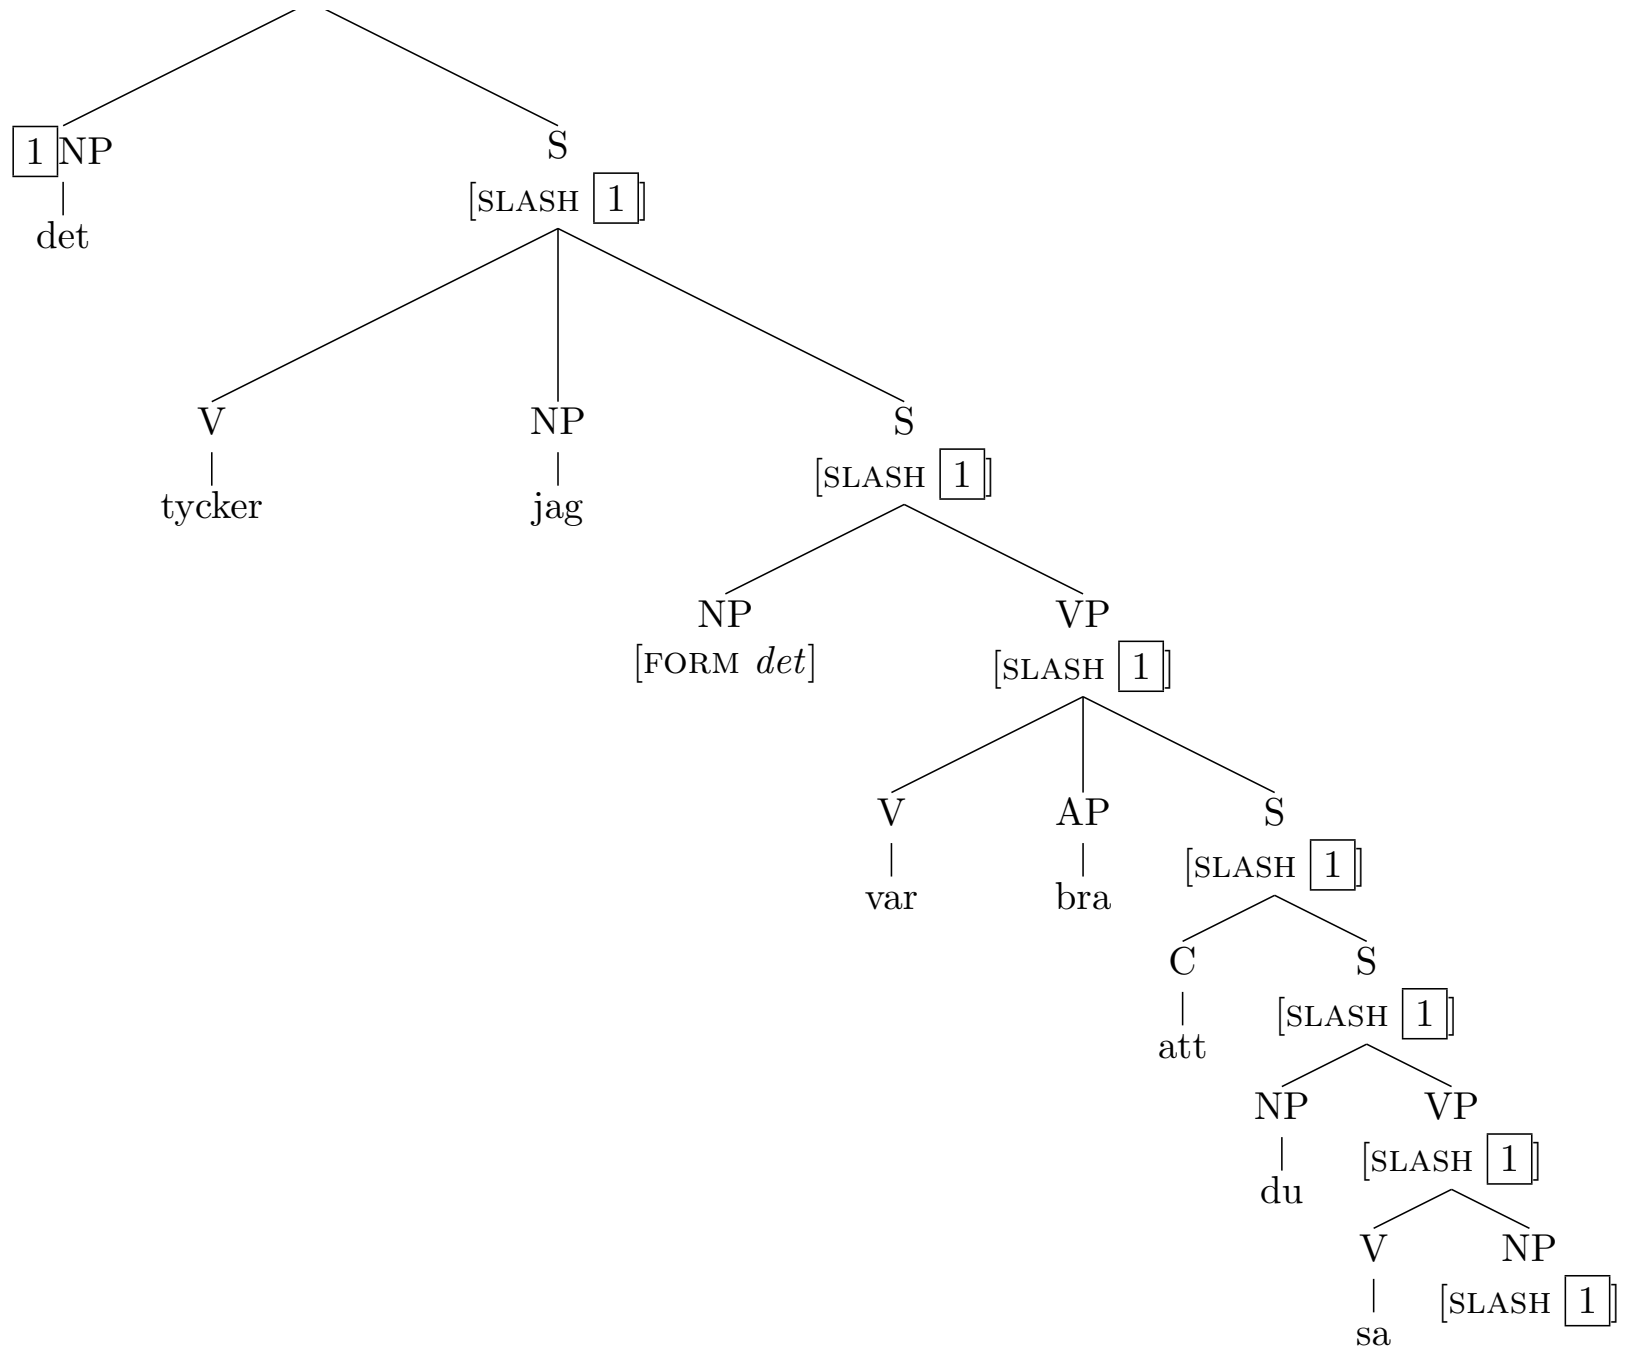 1 NP S
[SLASH 1]
det
V NP S
[SLASH 1]
tycker jag
NP VP
[FORM det] [SLASH 1]
V AP S
[SLASH 1]
var bra
C S
[SLASH 1]
att
NP VP
[SLASH 1]
du
V NP
[SLASH 1]
sa